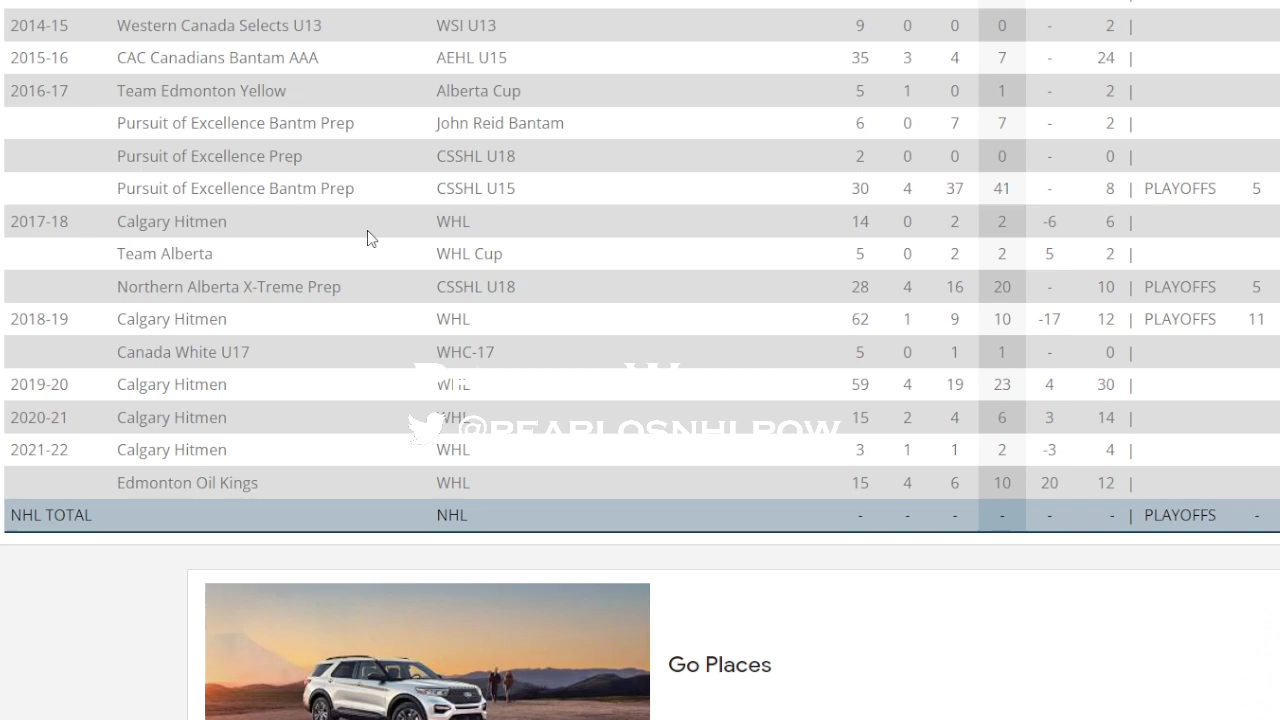 2014-15 Western Canada Selects U13 WSI U13 9 0 0 0 - 2 |
2015-16 CAC Canadians Bantam AAA AEHL U15 35 3 4 7 - 24 |
2016-17 Team Edmonton Yellow Alberta Cup 5 1 0 1 - 2 |
Pursuit of Excellence Bantm Prep John Reid Bantam 6 0 7 7 - 2 |
Pursuit of Excellence Prep CSSHL U18 2 0 0 0 - 0 |
Pursuit of Excellence Bantm Prep CSSHL U15 30 4 37 41 - 8 | PLAYOFFS 5
2017-18 Calgary Hitmen WHL 14 0 2 2 -6 6 |
Team Alberta WHL Cup 5 0 2 2 5 2 |
Northern Alberta X-Treme Prep CSSHL U18 28 4 16 20 - 10 | PLAYOFFS 5
2018-19 Calgary Hitmen WHL 62 1 9 10 -17 12 | PLAYOFFS 11
Canada White U17 WHC-17 5 0 1 1 - 0 |
2019-20 Calgary Hitmen WHL 59 4 19 23 4 30 |
2020-21 Calgary Hitmen WHL 15 2 4 6 3 14 |
@PEARLOSNHLROW
2021-22 Calgary Hitmen WHL 3 1 1 2 -3 4 |
Edmonton Oil Kings WHL 15 4 6 10 20 12 |
NHL TOTAL NHL - - - - - - | PLAYOFFS -
Go Places